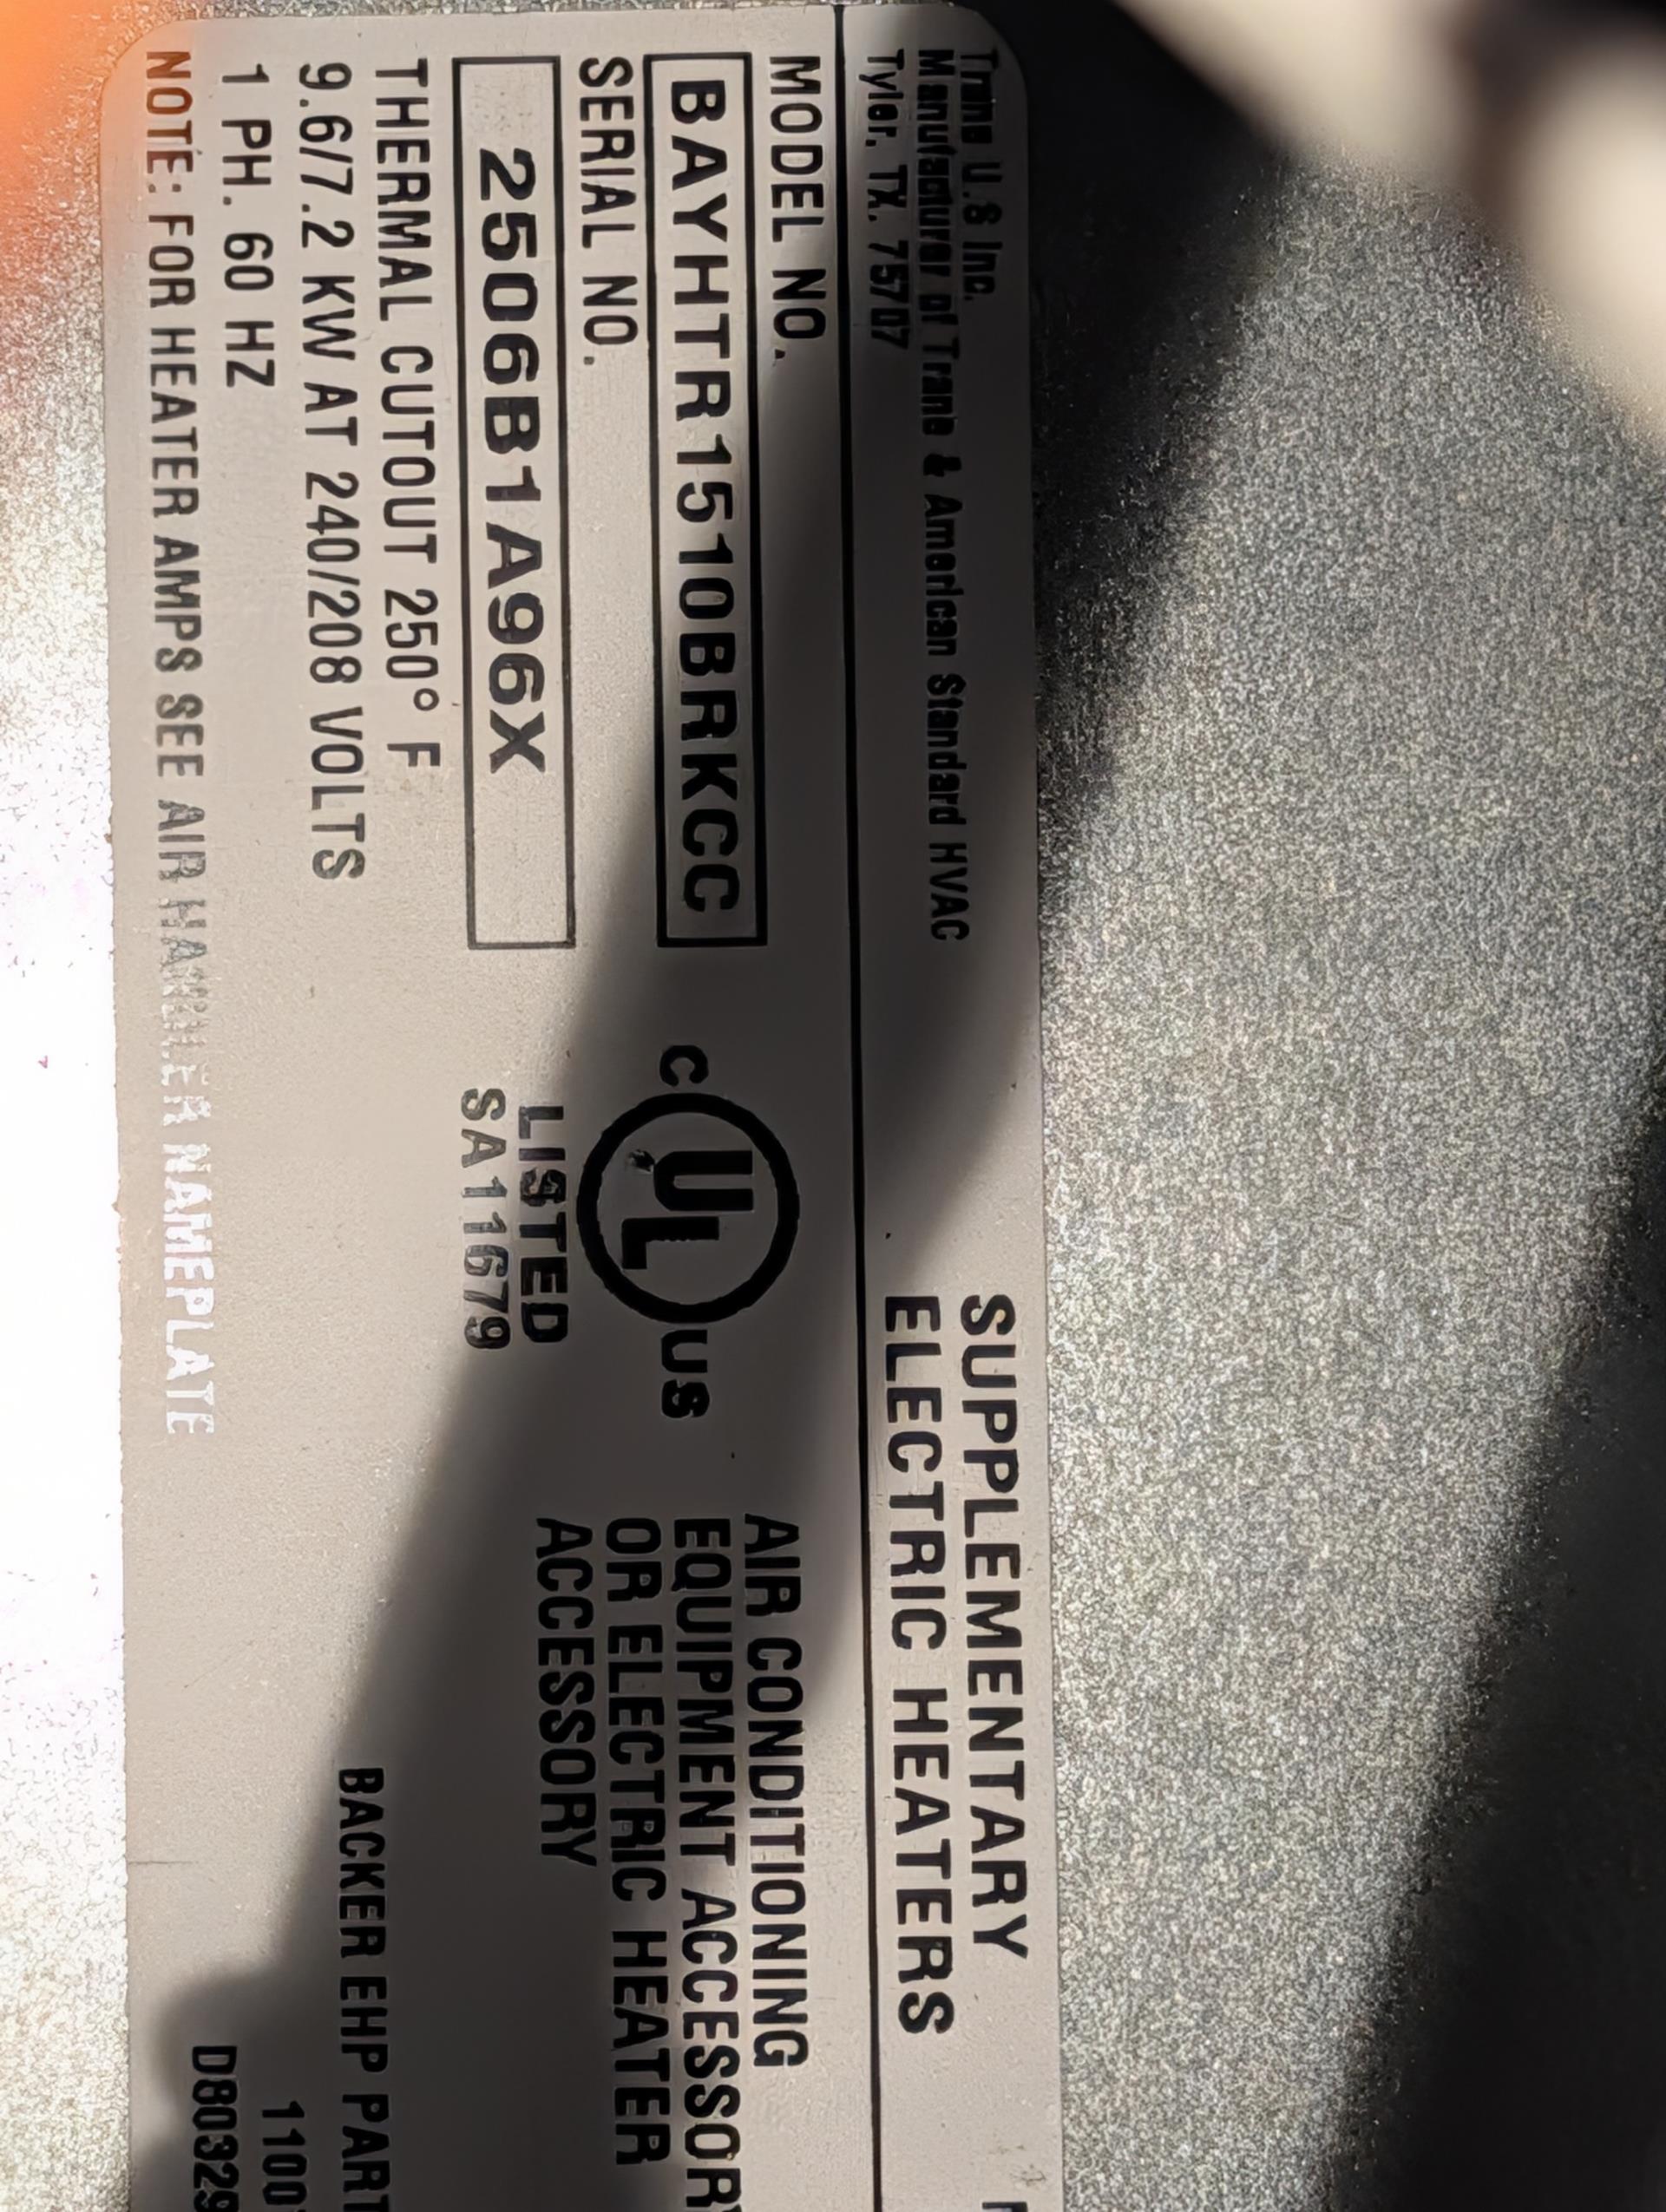 Trane U.S Inc.
Manufacturer of Trane & American Standard HVAC
Tyler, TX. 75707
SUPPLEMENTARY
ELECTRIC HEATERS
MODEL NO.
BAYHTR1510BRKCC
SERIAL NO.
2506B1A96X
THERMAL CUTOUT 250° F
9.6/7.2 KW AT 240/208 VOLTS
1 PH. 60 HZ
NOTE: FOR HEATER AMPS SEE AIR HANDLER NAMEPLATE
C UL US
LISTED
SA11679
AIR CONDITIONING
EQUIPMENT ACCESSORY
OR ELECTRIC HEATER
ACCESSORY
BACKER EHP PART
1100
D80329